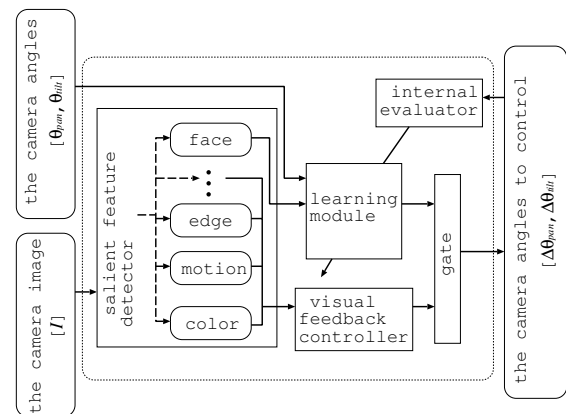 the camera angles
[θpan, θtilt]
the camera image
[I]
salient feature
detector
face
edge
motion
color
learning
module
internal
evaluator
visual
feedback
controller
gate
the camera angles to control
[Δθpan, Δθtilt]